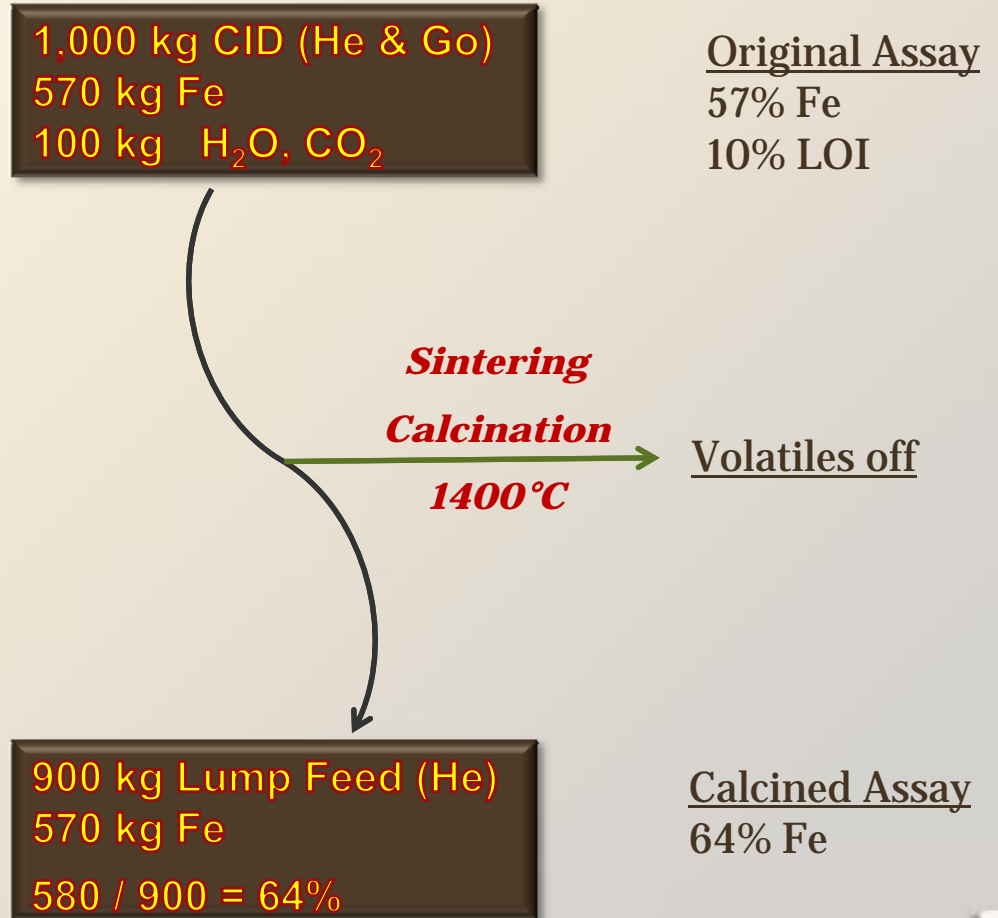 1,000 kg CID (He & Go)
570 kg Fe
100 kg H₂O, CO₂
Original Assay
57% Fe
10% LOI
Sintering
Calcination
1400°C
Volatiles off
900 kg Lump Feed (He)
570 kg Fe
580 / 900 = 64%
Calcined Assay
64% Fe